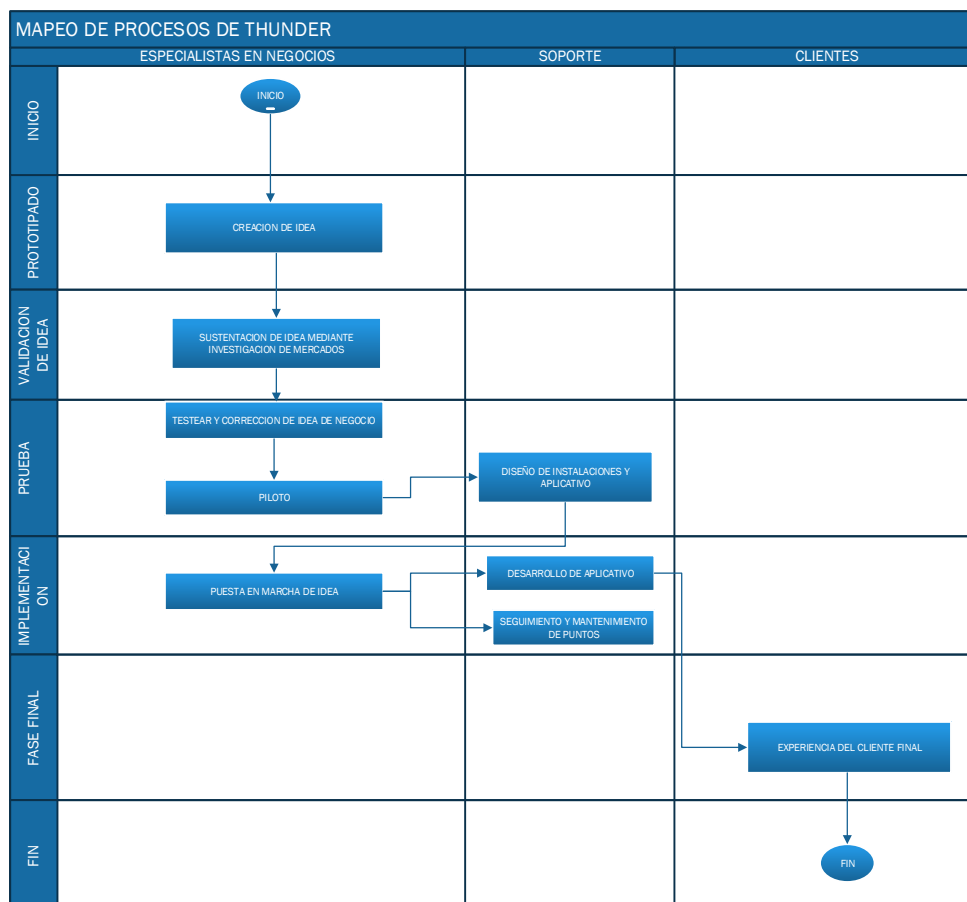 MAPEO DE PROCESOS DE THUNDER
ESPECIALISTAS EN NEGOCIOS
SOPORTE
CLIENTES
INICIO
INICIO
PROTOTIPADO
CREACION DE IDEA
VALIDACION
DE IDEA
SUSTENTACION DE IDEA MEDIANTE
INVESTIGACION DE MERCADOS
PRUEBA
TESTEAR Y CORRECCION DE IDEA DE NEGOCIO
PILOTO
DISEÑO DE INSTALACIONES Y
APLICATIVO
IMPLEMENTACI
ON
PUESTA EN MARCHA DE IDEA
DESARROLLO DE APLICATIVO
SEGUIMIENTO Y MANTENIMIENTO
DE PUNTOS
FASE FINAL
EXPERIENCIA DEL CLIENTE FINAL
FIN
FIN